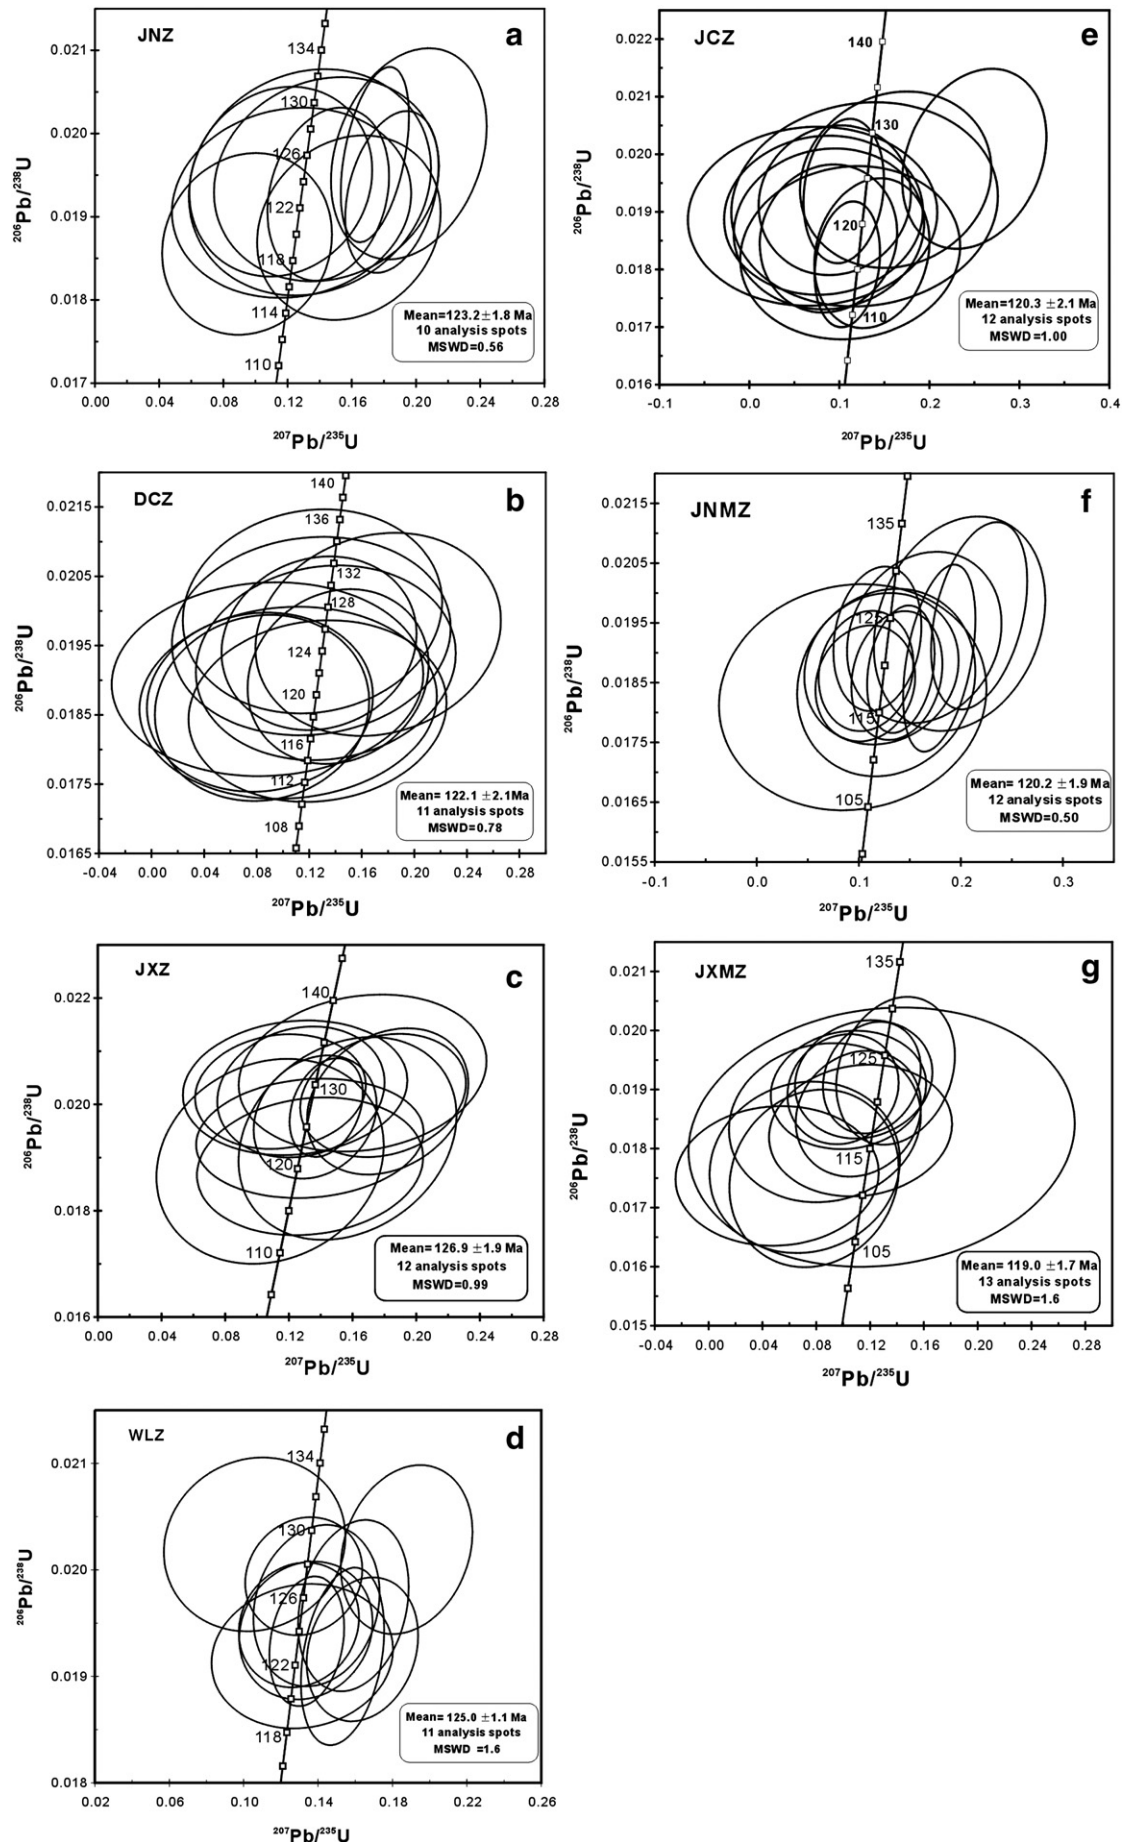 JNZ
a
0.021
0.020
0.019
0.018
0.017
134
130
126
122
118
114
110
206Pb/238U
Mean=123.2±1.8 Ma
10 analysis spots
MSWD=0.56
0.00 0.04 0.08 0.12 0.16 0.20 0.24 0.28
207Pb/235U
JCZ
e
0.022
0.021
0.020
0.019
0.018
0.017
0.016
140
130
120
110
206Pb/238U
Mean=120.3 ±2.1 Ma
12 analysis spots
MSWD=1.00
-0.1 0.0 0.1 0.2 0.3 0.4
207Pb/235U
DCZ
b
0.0215
0.0205
0.0195
0.0185
0.0175
0.0165
140
136
132
128
124
120
116
112
108
206Pb/238U
Mean= 122.1 ±2.1Ma
11 analysis spots
MSWD=0.78
-0.04 0.00 0.04 0.08 0.12 0.16 0.20 0.24 0.28
207Pb/235U
JNMZ
f
0.0215
0.0205
0.0195
0.0185
0.0175
0.0165
0.0155
135
125
115
105
206Pb/238U
Mean= 120.2 ±1.9 Ma
12 analysis spots
MSWD=0.50
-0.1 0.0 0.1 0.2 0.3
207Pb/235U
JXZ
c
0.022
0.020
0.018
0.016
140
130
120
110
206Pb/238U
Mean= 126.9 ±1.9 Ma
12 analysis spots
MSWD=0.99
0.00 0.04 0.08 0.12 0.16 0.20 0.24 0.28
207Pb/235U
JXMZ
g
0.021
0.020
0.019
0.018
0.017
0.016
0.015
135
125
115
105
206Pb/238U
Mean= 119.0 ±1.7 Ma
13 analysis spots
MSWD=1.6
-0.04 0.00 0.04 0.08 0.12 0.16 0.20 0.24 0.28
207Pb/235U
WLZ
d
0.021
0.020
0.019
0.018
134
130
126
122
118
206Pb/238U
Mean= 125.0 ±1.1 Ma
11 analysis spots
MSWD =1.6
0.02 0.06 0.10 0.14 0.18 0.22 0.26
207Pb/235U